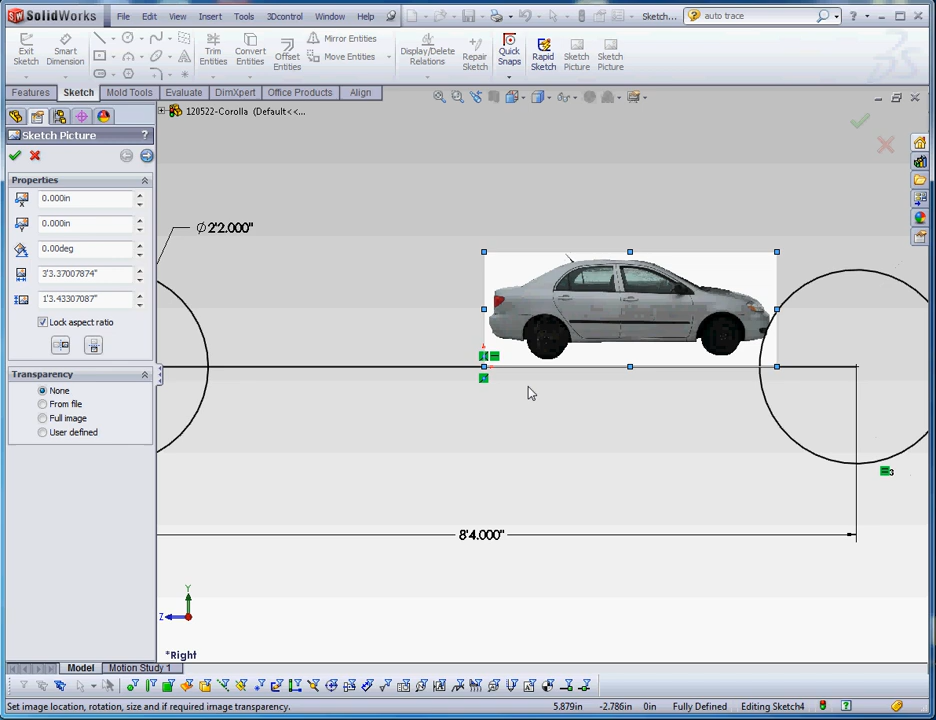 SolidWorks File Edit View Insert Tools 3Dcontrol Window Help Sketch... auto trace
Exit Sketch Smart Dimension Trim Entities Convert Entities Offset Entities Mirror Entities Move Entities Display/Delete Relations Repair Sketch Quick Snaps Rapid Sketch Sketch Picture Sketch Picture
Features Sketch Mold Tools Evaluate DimXpert Office Products Align
120522-Corolla (Default<<...
Sketch Picture ?
Properties
0.000in
0.000in
Ø2'2.000"
0.00deg
3'3.37007874"
1'3.43307087"
Lock aspect ratio
Transparency
None
From file
Full image
User defined
3
8'4.000"
Y
Z
*Right
Model Motion Study 1
Set image location, rotation, size and if required image transparency. 5.879in -2.786in 0in Fully Defined Editing Sketch4